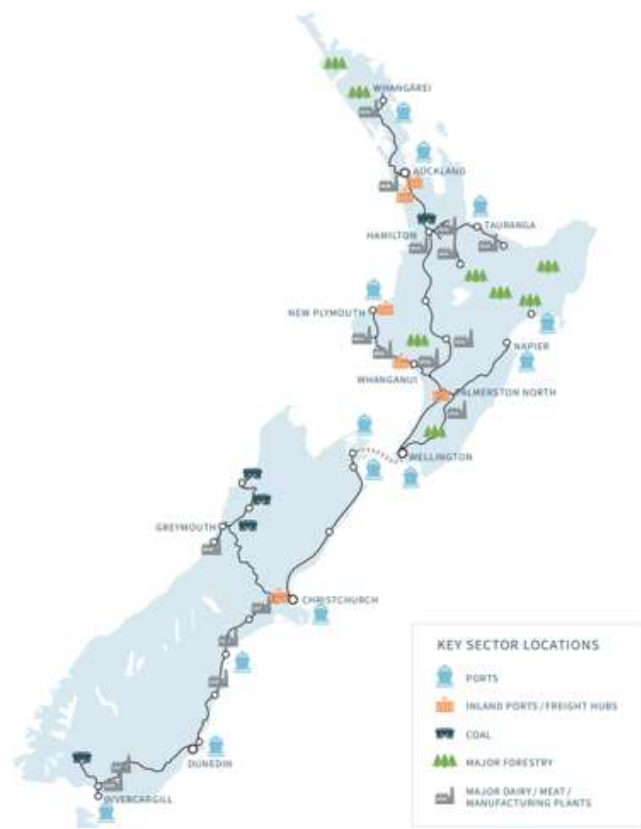 WHANGĀREI
AUCKLAND
TAURANGA
HAMILTON
NEW PLYMOUTH
NAPIER
WHANGANUI
PALMERSTON NORTH
WELLINGTON
GREYMOUTH
CHRISTCHURCH
DUNEDIN
INVERCARGILL
KEY SECTOR LOCATIONS
PORTS
INLAND PORTS / FREIGHT HUBS
COAL
MAJOR FORESTRY
MAJOR DAIRY / MEAT /
MANUFACTURING PLANTS